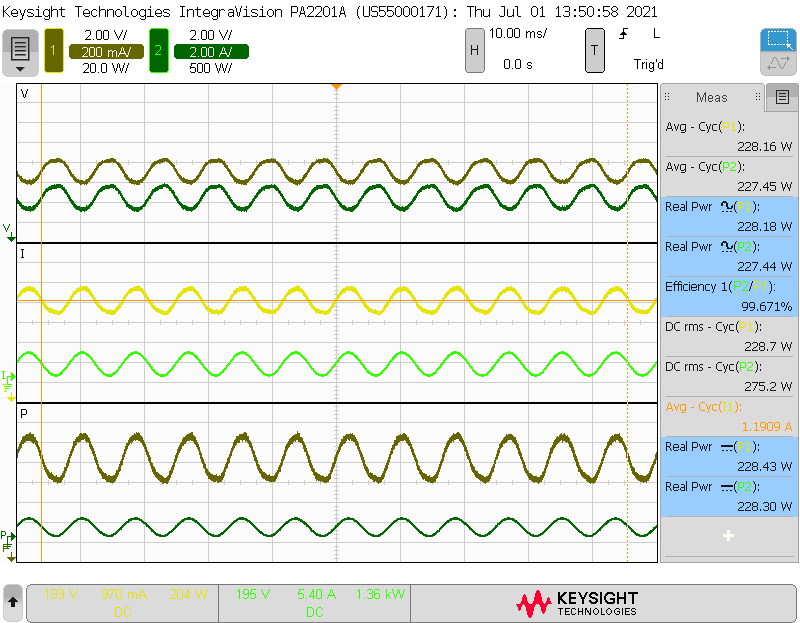 Keysight Technologies IntegraVision PA2201A (US55000171): Thu Jul 01 13:50:58 2021
1 2.00 V/ 2 2.00 V/ H 10.00 ms/ T L
200 mA/ 2.00 A/
20.0 W/ 500 W/ 0.0 s Trig'd
V
Meas
Avg - Cyc(P1):
228.16 W
Avg - Cyc(P2):
227.45 W
Real Pwr (P1):
228.18 W
Real Pwr (P2):
227.44 W
Efficiency 1(P2/P1):
99.671%
DC rms - Cyc(P1):
228.7 W
DC rms - Cyc(P2):
275.2 W
Avg - Cyc(I1):
1.1909 A
Real Pwr (P1):
228.43 W
Real Pwr (P2):
228.30 W
V
I
I
P
P
193 V 970 mA 204 W 196 V 5.40 A 1.36 kW
DC DC
KEYSIGHT
TECHNOLOGIES